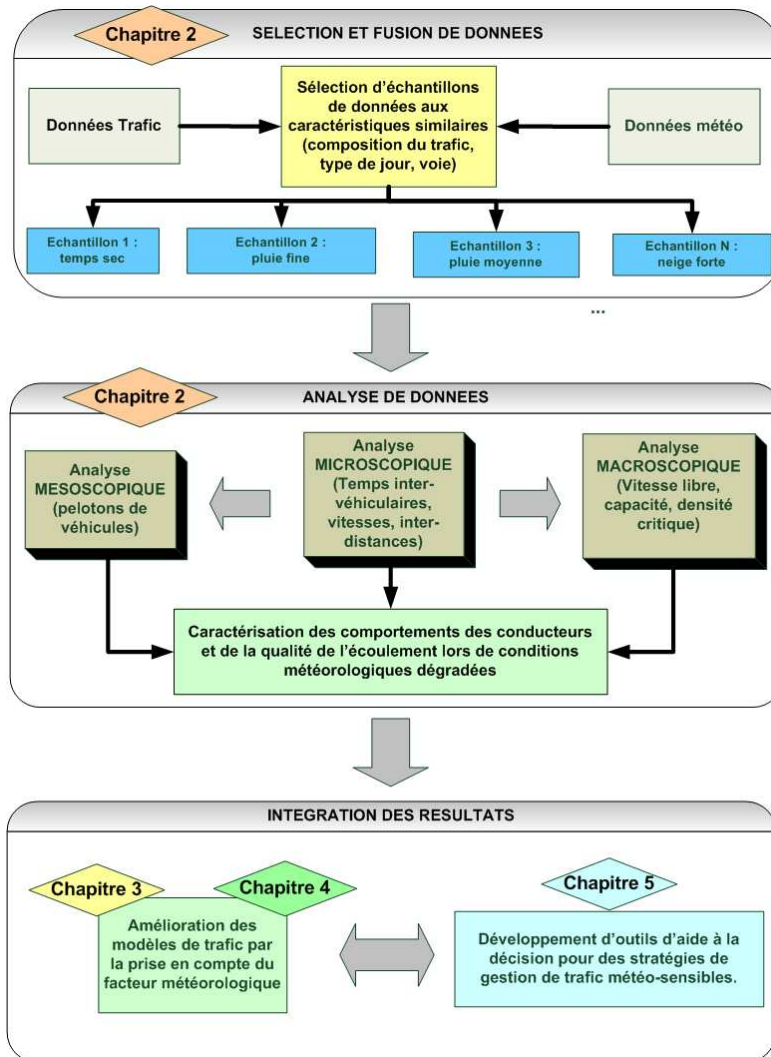 Chapitre 2
SELECTION ET FUSION DE DONNEES
Données Trafic
Sélection d'échantillons
de données aux
caractéristiques similaires
(composition du trafic,
type de jour, voie)
Données météo
Echantillon 1 :
temps sec
Echantillon 2 :
pluie fine
Echantillon 3 :
pluie moyenne
Echantillon N :
neige forte
...
Chapitre 2
ANALYSE DE DONNEES
Analyse
MESOSCOPIQUE
(pelotons de
véhicules)
Analyse
MICROSCOPIQUE
(Temps inter-
véhiculaires,
vitesses, inter-
distances)
Analyse
MACROSCOPIQUE
(Vitesse libre,
capacité, densité
critique)
Caractérisation des comportements des conducteurs
et de la qualité de l'écoulement lors de conditions
météorologiques dégradées
INTEGRATION DES RESULTATS
Chapitre 3
Chapitre 4
Amélioration des
modèles de trafic par
la prise en compte du
facteur météorologique
Chapitre 5
Développement d'outils d'aide à la
décision pour des stratégies de
gestion de trafic météo-sensibles.